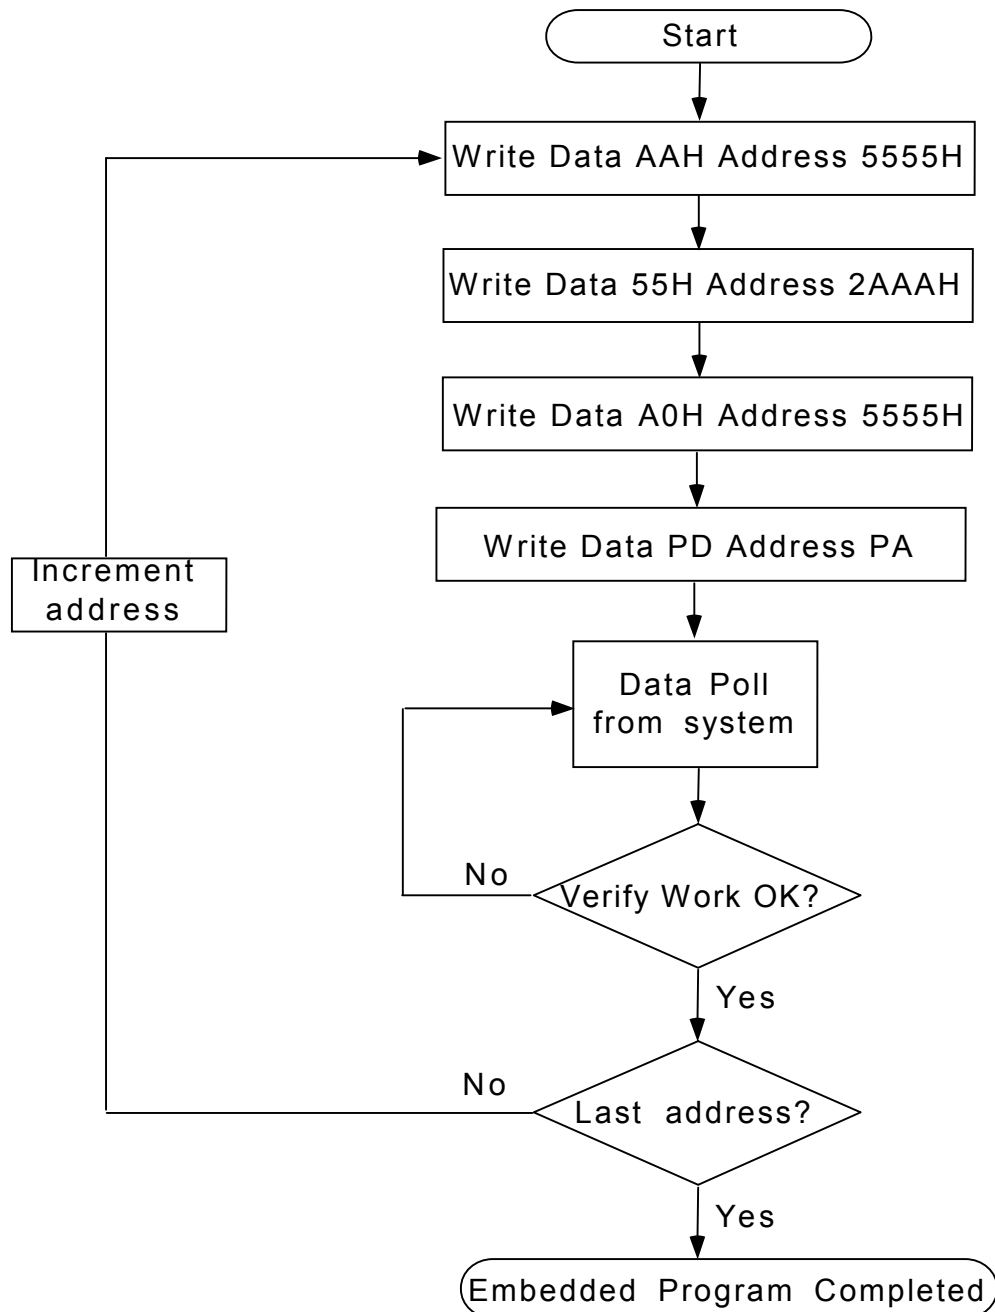 Start
Write Data AAH Address 5555H
Write Data 55H Address 2AAAH
Write Data A0H Address 5555H
Write Data PD Address PA
Increment
address
Data Poll
from system
No
Verify Work OK?
Yes
No
Last address?
Yes
Embedded Program Completed